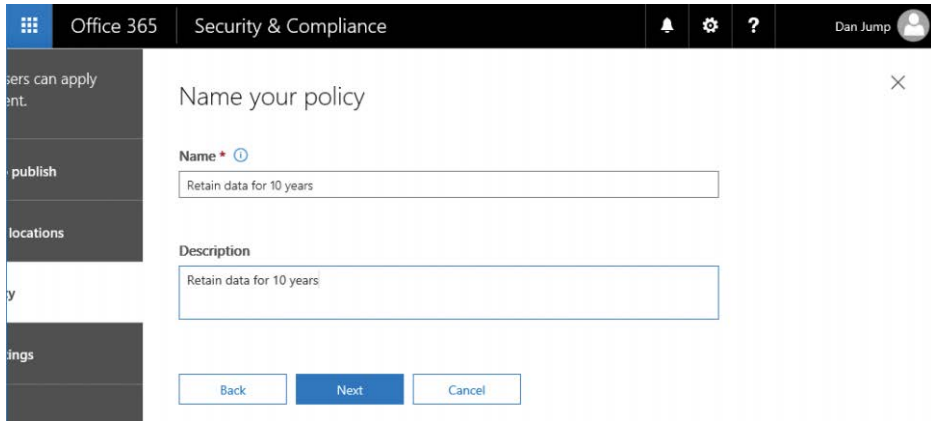 Office 365 Security & Compliance ? Dan Jump
sers can apply
ent.
Name your policy
Name * i
publish
Retain data for 10 years
locations
Description
Retain data for 10 years
y
ings
Back Next Cancel